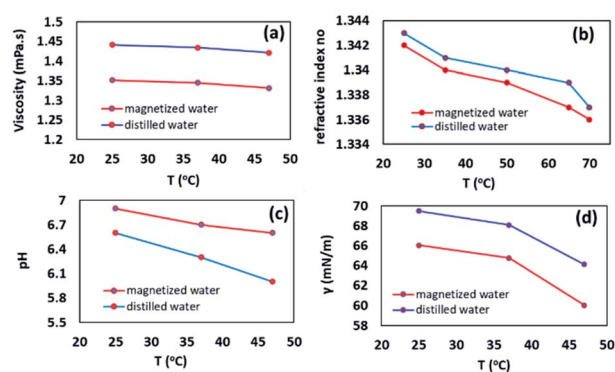 (a)
Viscosity (mPa.s)
1.5
1.45
1.4
1.35
1.3
1.25
1.2
magnetized water
distilled water
20 25 30 35 40 45 50
T (°C)
(b)
refractive index no
1.342
1.34
1.338
1.336
1.334
magnetized water
distilled water
20 30 40 50 60 70
T (°C)
(c)
pH
7
6.7
6.4
6.1
5.8
5.5
magnetized water
distilled water
20 25 30 35 40 45 50
T (°C)
(d)
γ (mN/m)
70
68
66
64
62
60
58
magnetized water
distilled water
20 25 30 35 40 45 50
T (°C)